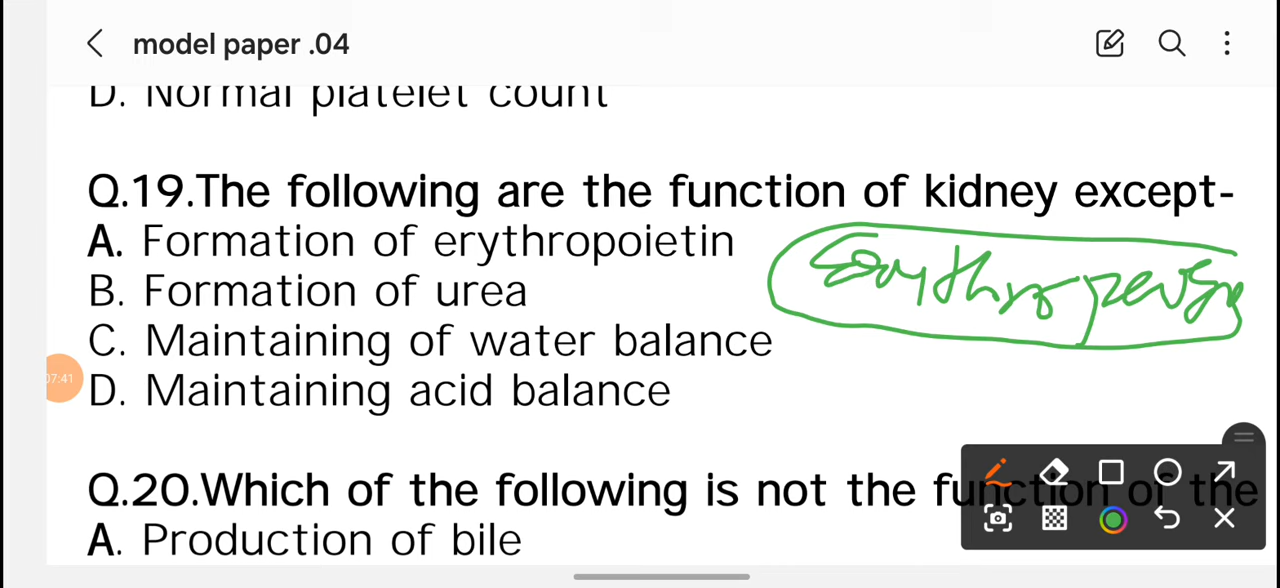 model paper .04
D. Normal platelet count
Q.19.The following are the function of kidney except-
A. Formation of erythropoietin
B. Formation of urea
C. Maintaining of water balance
07:41
D. Maintaining acid balance
Q.20.Which of the following is not the function of the
A. Production of bile